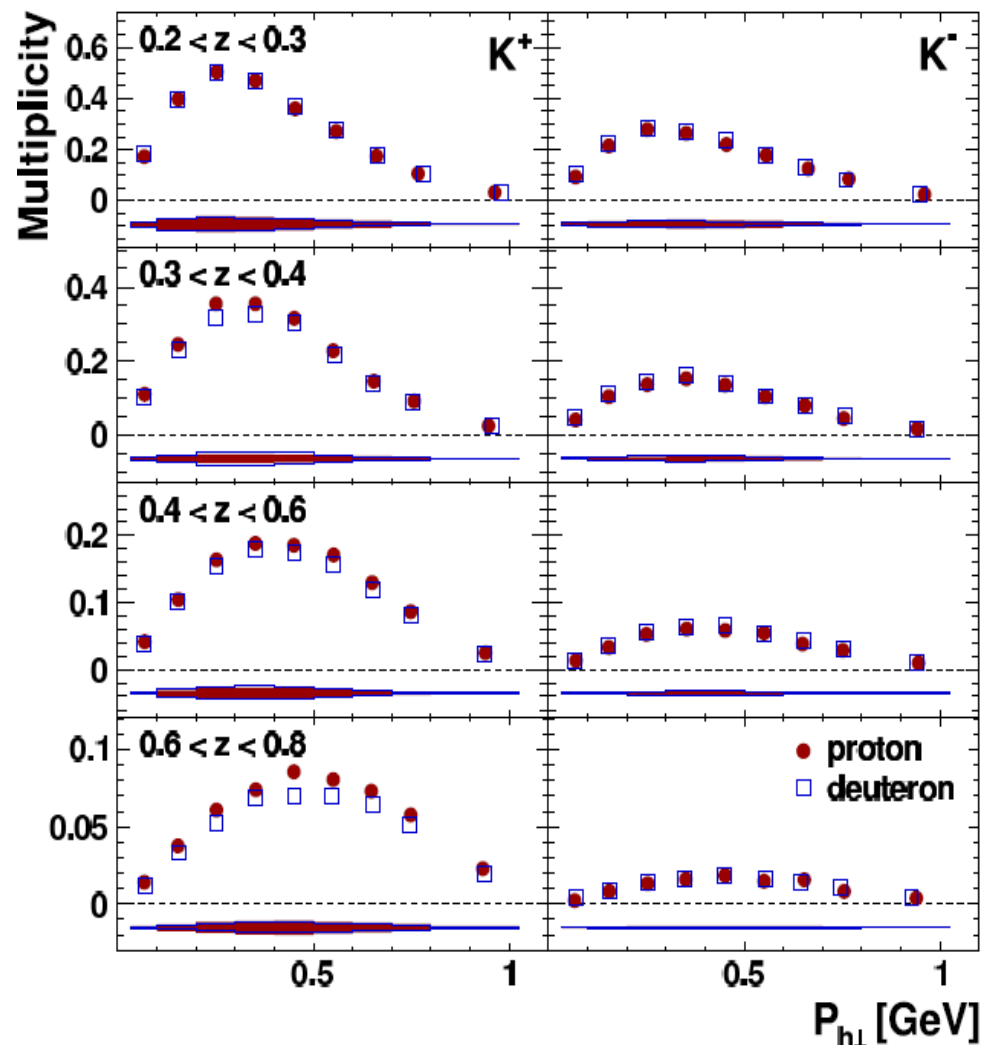 Multiplicity
0.2 < z < 0.3
K⁺
K⁻
0.6
0.4
0.2
0
0.3 < z < 0.4
0.4
0.2
0
0.4 < z < 0.6
0.2
0.1
0
0.6 < z < 0.8
0.1
0.05
0
proton
deuteron
0.5 1 0.5 1
P_h⊥ [GeV]